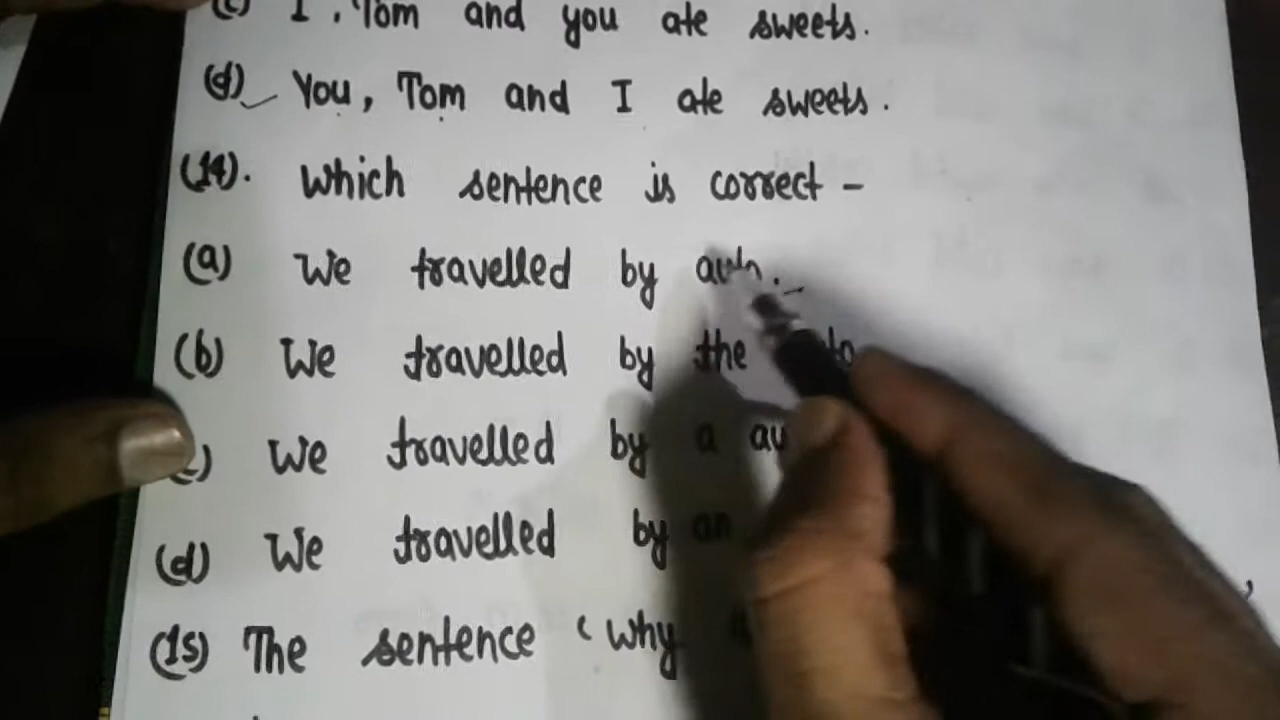 (c) I, Tom and you ate sweets.
(d) You, Tom and I ate sweets.
(14). Which sentence is correct -
(a) We travelled by auto.
(b) We travelled by the
(c) We travelled by a
(d) We travelled by an
(15) The sentence 'Why